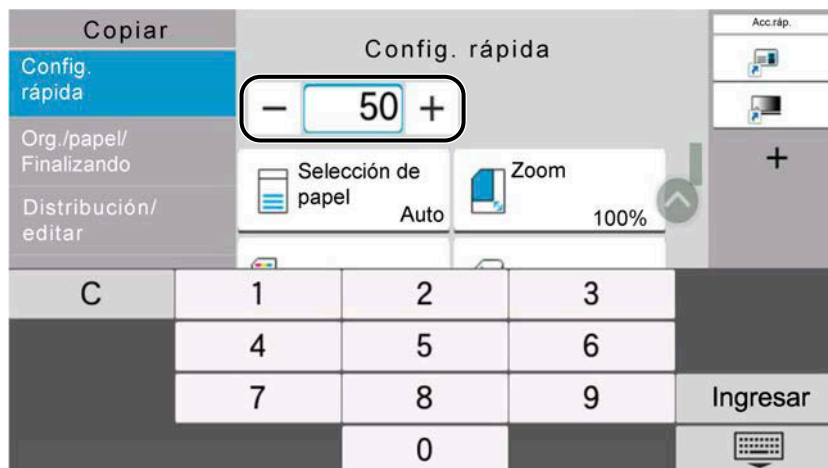 Copiar
Acc.ráp.
Config. rápida
Config.
rápida
− 50 +
Org./papel/
Finalizando
Selección de
papel
Auto
Zoom
100%
+
Distribución/
editar
C 1 2 3
4 5 6
7 8 9 Ingresar
0